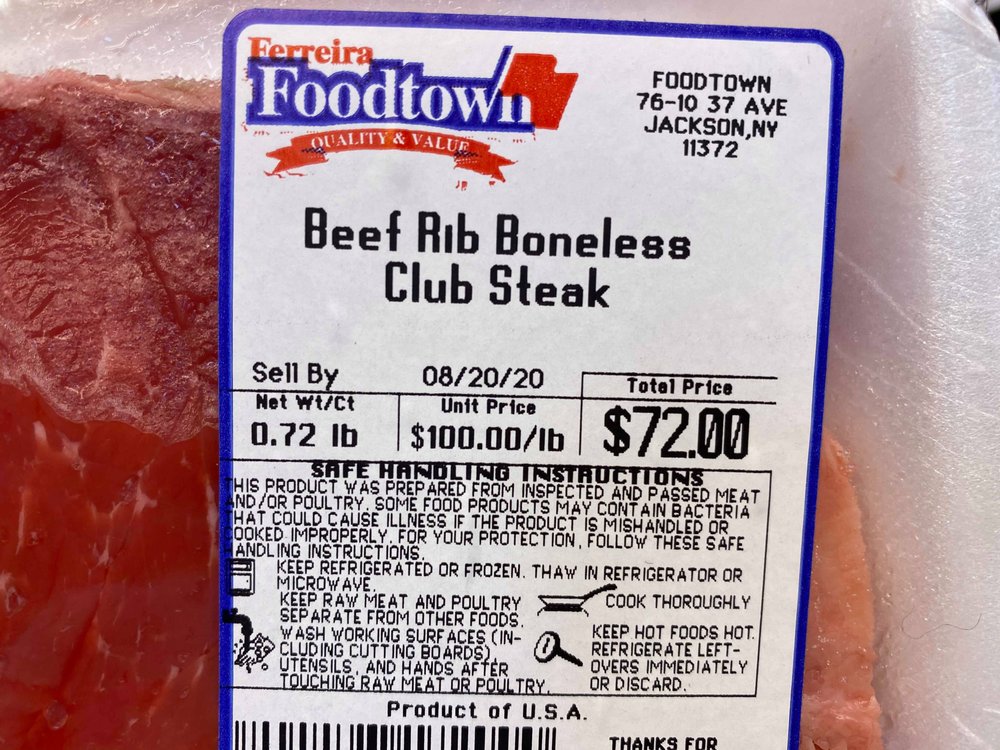 Ferreira
Foodtown
QUALITY & VALUE
FOODTOWN
76-10 37 AVE
JACKSON,NY
11372
Beef Rib Boneless
Club Steak
Sell By 08/20/20
Total Price
Net Wt/Ct Unit Price
0.72 lb $100.00/lb $72.00
SAFE HANDLING INSTRUCTIONS
THIS PRODUCT WAS PREPARED FROM INSPECTED AND PASSED MEAT
AND/OR POULTRY. SOME FOOD PRODUCTS MAY CONTAIN BACTERIA
THAT COULD CAUSE ILLNESS IF THE PRODUCT IS MISHANDLED OR
COOKED IMPROPERLY. FOR YOUR PROTECTION, FOLLOW THESE SAFE
HANDLING INSTRUCTIONS.
KEEP REFRIGERATED OR FROZEN. THAW IN REFRIGERATOR OR
MICROWAVE.
KEEP RAW MEAT AND POULTRY
SEPARATE FROM OTHER FOODS.
WASH WORKING SURFACES (IN-
CLUDING CUTTING BOARDS),
UTENSILS, AND HANDS AFTER
TOUCHING RAW MEAT OR POULTRY.
COOK THOROUGHLY
KEEP HOT FOODS HOT.
REFRIGERATE LEFT-
OVERS IMMEDIATELY
OR DISCARD.
Product of U.S.A.
THANKS FOR